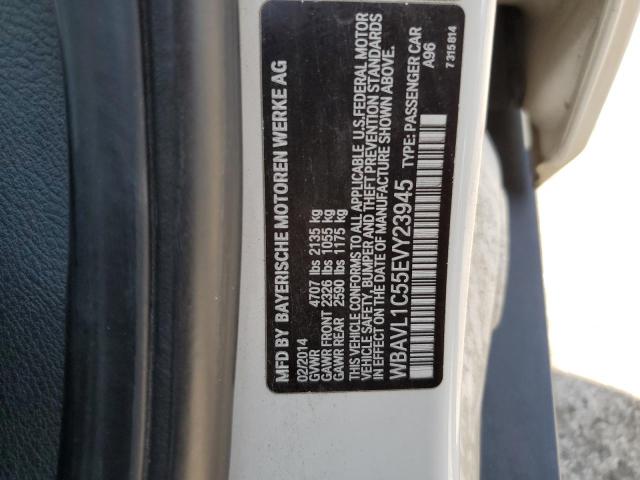 MFD BY BAYERISCHE MOTOREN WERKE AG
02/2014
GVWR 4707 lbs 2135 kg
GAWR FRONT 2326 lbs 1055 kg
GAWR REAR 2590 lbs 1175 kg
THIS VEHICLE CONFORMS TO ALL APPLICABLE U.S.FEDERAL MOTOR
VEHICLE SAFETY, BUMPER AND THEFT PREVENTION STANDARDS
IN EFFECT ON THE DATE OF MANUFACTURE SHOWN ABOVE.
WBAVL1C55EVY23945 TYPE: PASSENGER CAR
A96
7 315 814